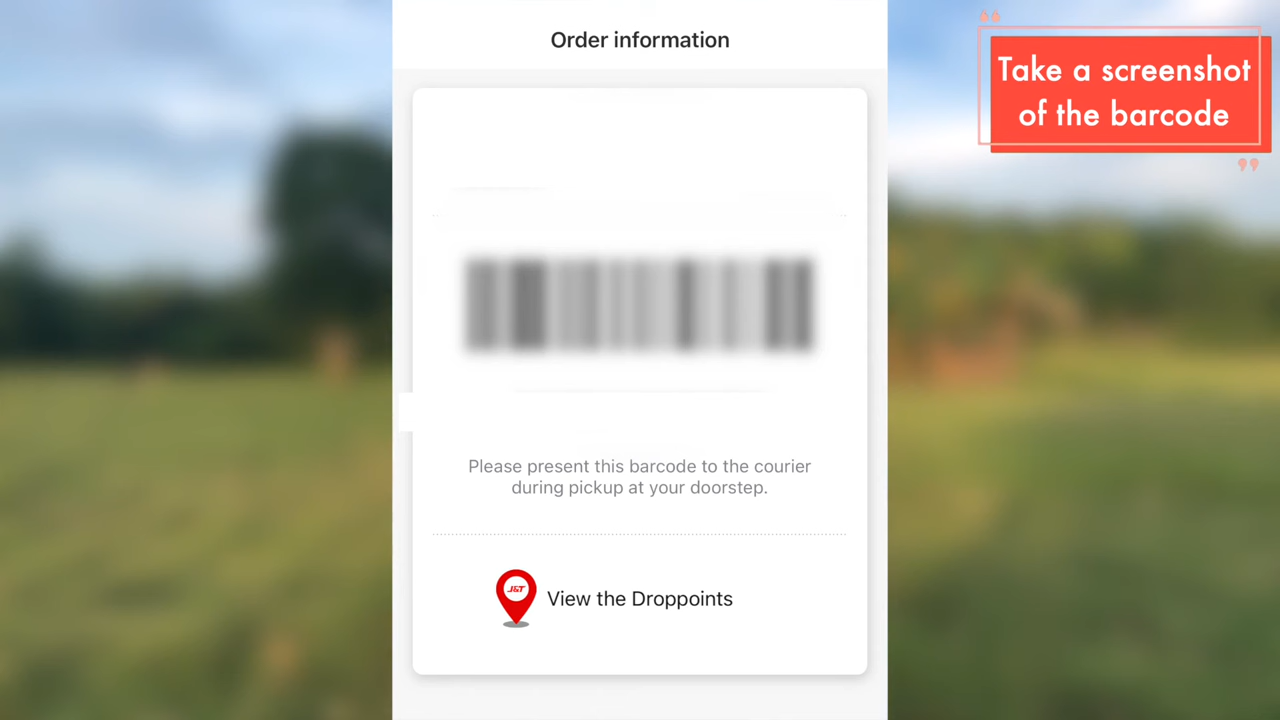 Order information
“
Take a screenshot
of the barcode
”
Please present this barcode to the courier
during pickup at your doorstep.
J&T
View the Droppoints